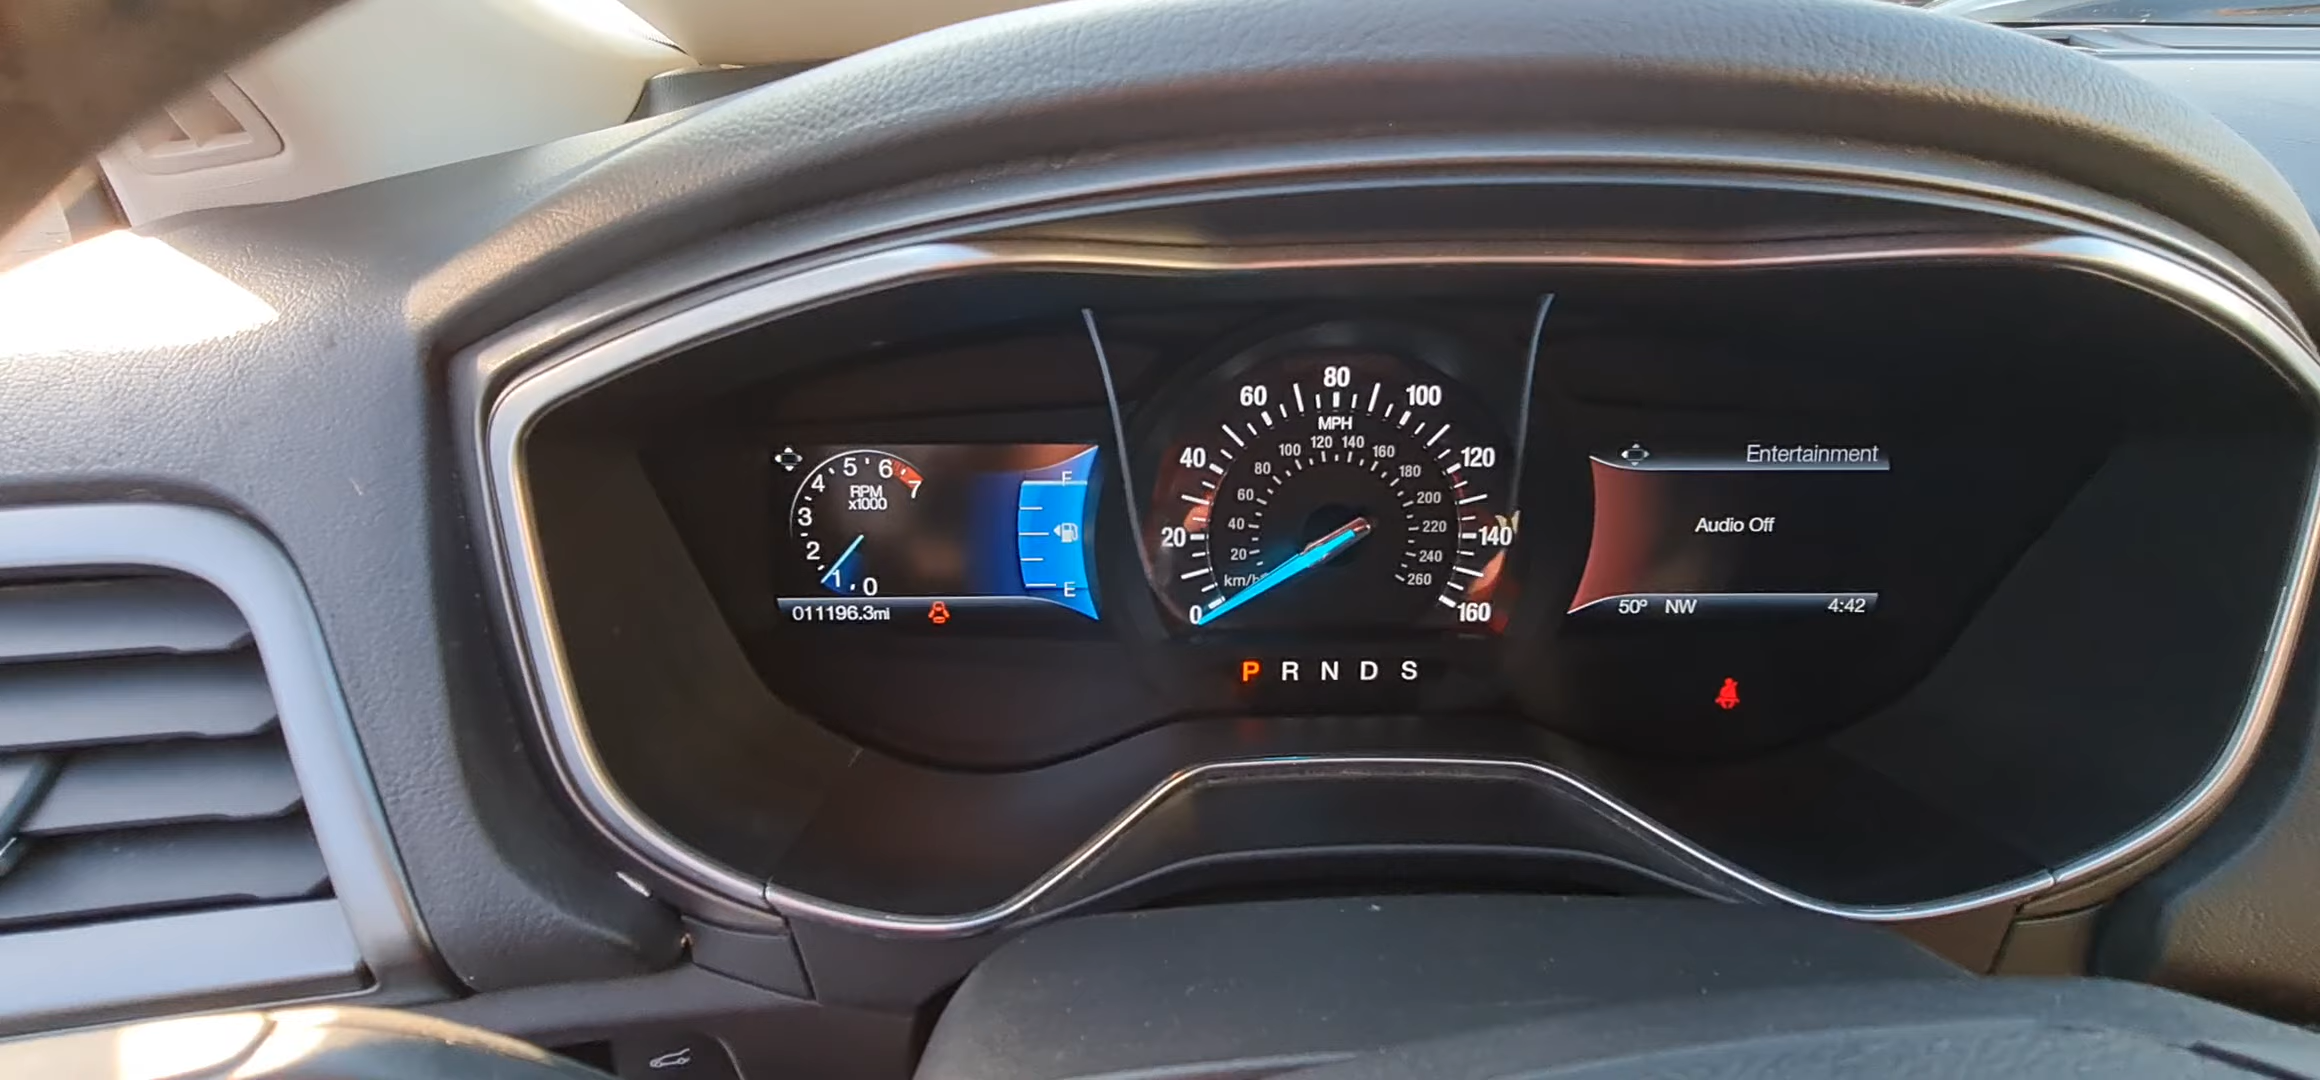 5 6
4 7
RPM
x1000
3
2
1 0
F
E
011196.3mi
80
60 100
MPH
120 140
100 160
40 120
80 180
60 200
40 220
20 140
20 240
km/h 260
0 160
P R N D S
Entertainment
Audio Off
50° NW 4:42